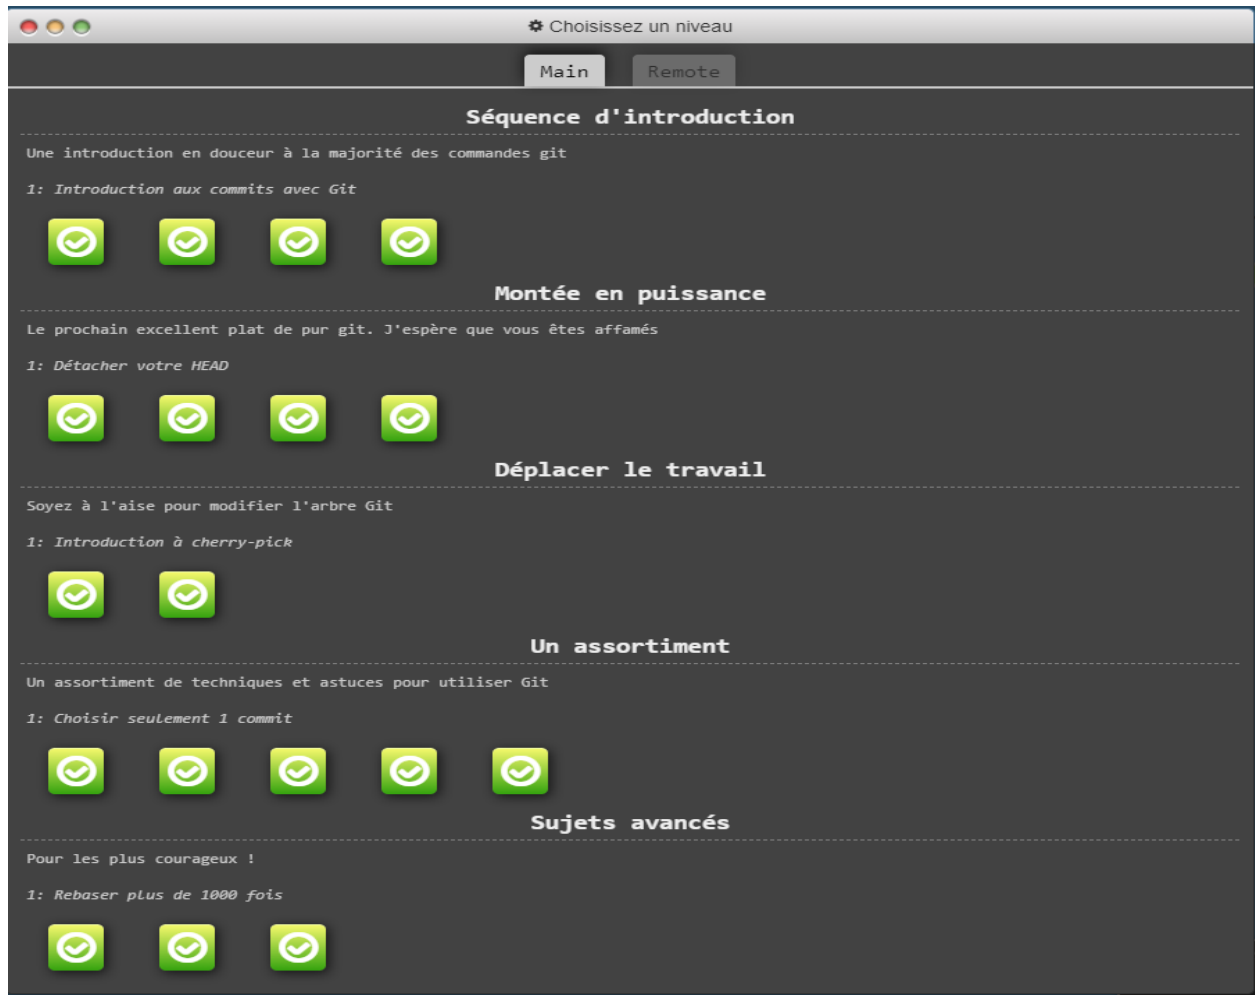 Choisissez un niveau
Main
Remote
Séquence d'introduction
Une introduction en douceur à la majorité des commandes git
1: Introduction aux commits avec Git
Montée en puissance
Le prochain excellent plat de pur git. J'espère que vous êtes affamés
1: Détacher votre HEAD
Déplacer le travail
Soyez à l'aise pour modifier l'arbre Git
1: Introduction à cherry-pick
Un assortiment
Un assortiment de techniques et astuces pour utiliser Git
1: Choisir seulement 1 commit
Sujets avancés
Pour les plus courageux !
1: Rebaser plus de 1000 fois